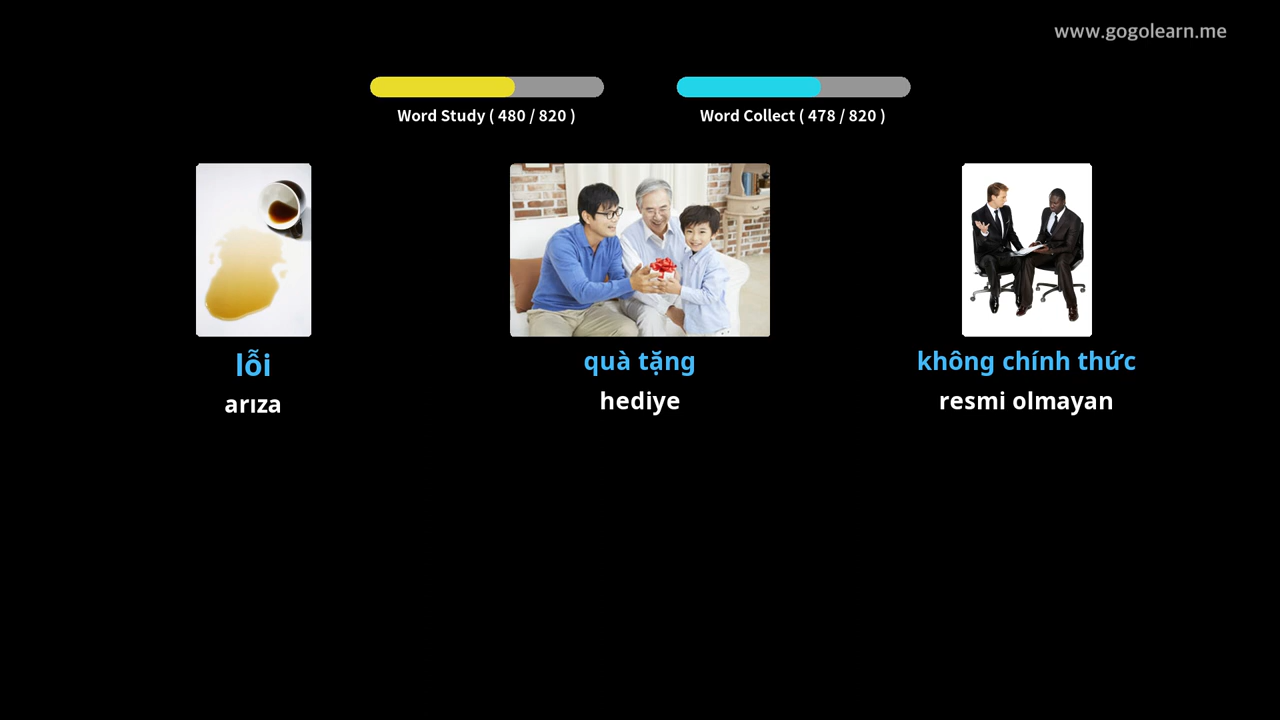 www.gogolearn.me
Word Study ( 480 / 820 )
Word Collect ( 478 / 820 )
lỗi
quà tặng
không chính thức
arıza
hediye
resmi olmayan